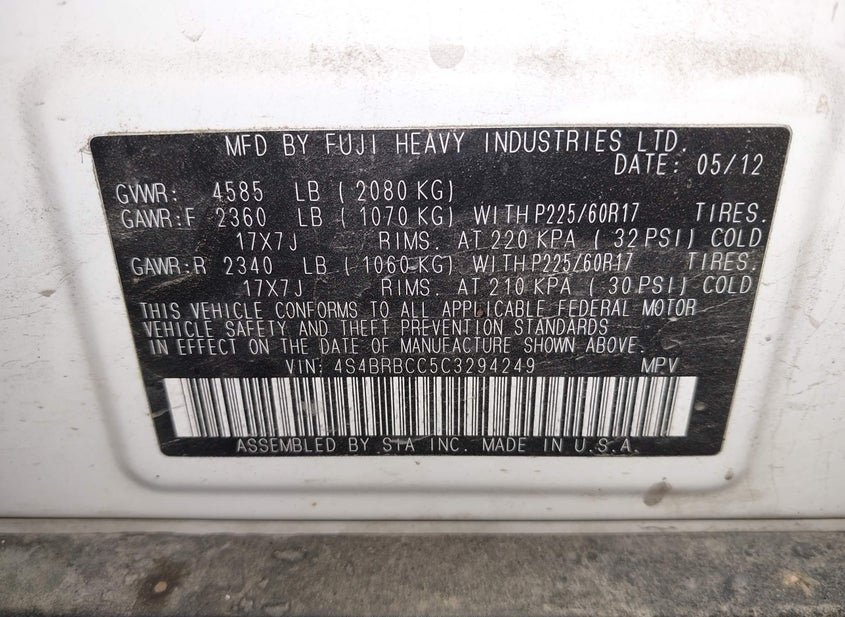 MFD BY FUJI HEAVY INDUSTRIES LTD.
DATE: 05/12
GVWR: 4585 LB ( 2080 KG)
GAWR:F 2360 LB ( 1070 KG) WITH P225/60R17 TIRES.
17X7J RIMS. AT 220 KPA ( 32 PSI) COLD
GAWR:R 2340 LB ( 1060 KG) WITH P225/60R17 TIRES.
17X7J RIMS. AT 210 KPA ( 30 PSI) COLD
THIS VEHICLE CONFORMS TO ALL APPLICABLE FEDERAL MOTOR
VEHICLE SAFETY AND THEFT PREVENTION STANDARDS
IN EFFECT ON THE DATE OF MANUFACTURE SHOWN ABOVE.
VIN: 4S4BRBCC5C3294249 MPV
ASSEMBLED BY SIA INC. MADE IN U.S.A.